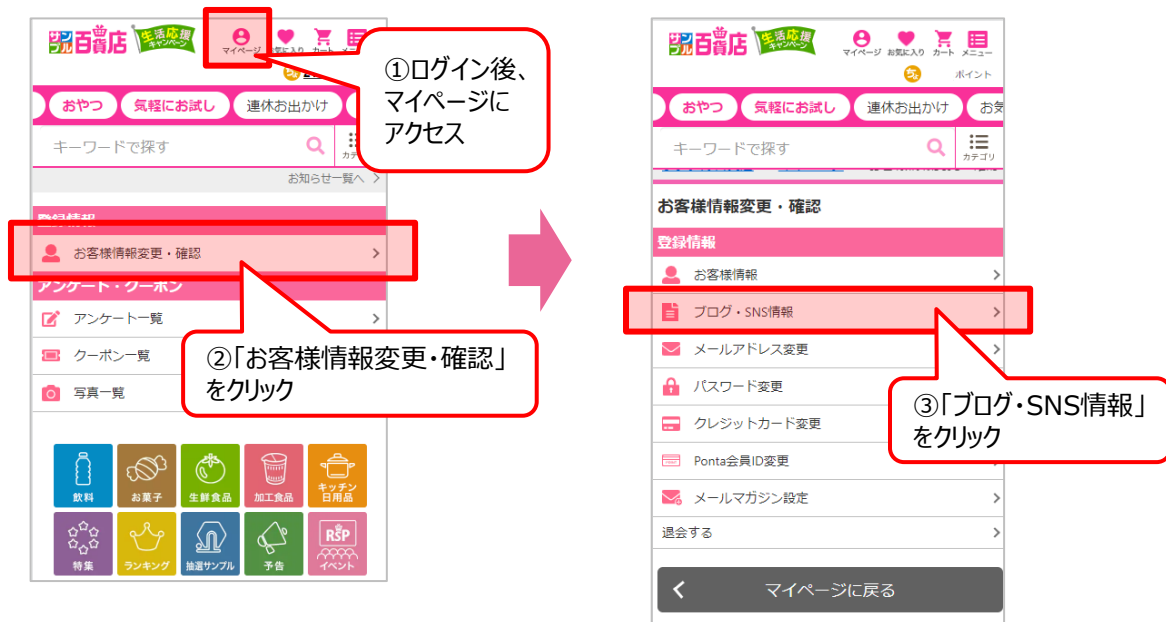 サンプル百貨店
生活応援
キャンペーン
マイページ
お気に入り
カート
①ログイン後、
マイページに
アクセス
おやつ
気軽にお試し
連休お出かけ
キーワードで探す
お知らせ一覧へ
登録情報
お客様情報変更・確認
アンケート・クーポン
アンケート一覧
クーポン一覧
写真一覧
②「お客様情報変更・確認」
をクリック
飲料
お菓子
生鮮食品
加工食品
キッチン
日用品
特集
ランキング
抽選サンプル
予告
RSP
イベント
サンプル百貨店
生活応援
キャンペーン
マイページ
お気に入り
カート
メニュー
ポイント
おやつ
気軽にお試し
連休お出かけ
お気
キーワードで探す
カテゴリ
お客様情報変更・確認
登録情報
お客様情報
ブログ・SNS情報
メールアドレス変更
パスワード変更
クレジットカード変更
Ponta会員ID変更
メールマガジン設定
退会する
③「ブログ・SNS情報」
をクリック
マイページに戻る